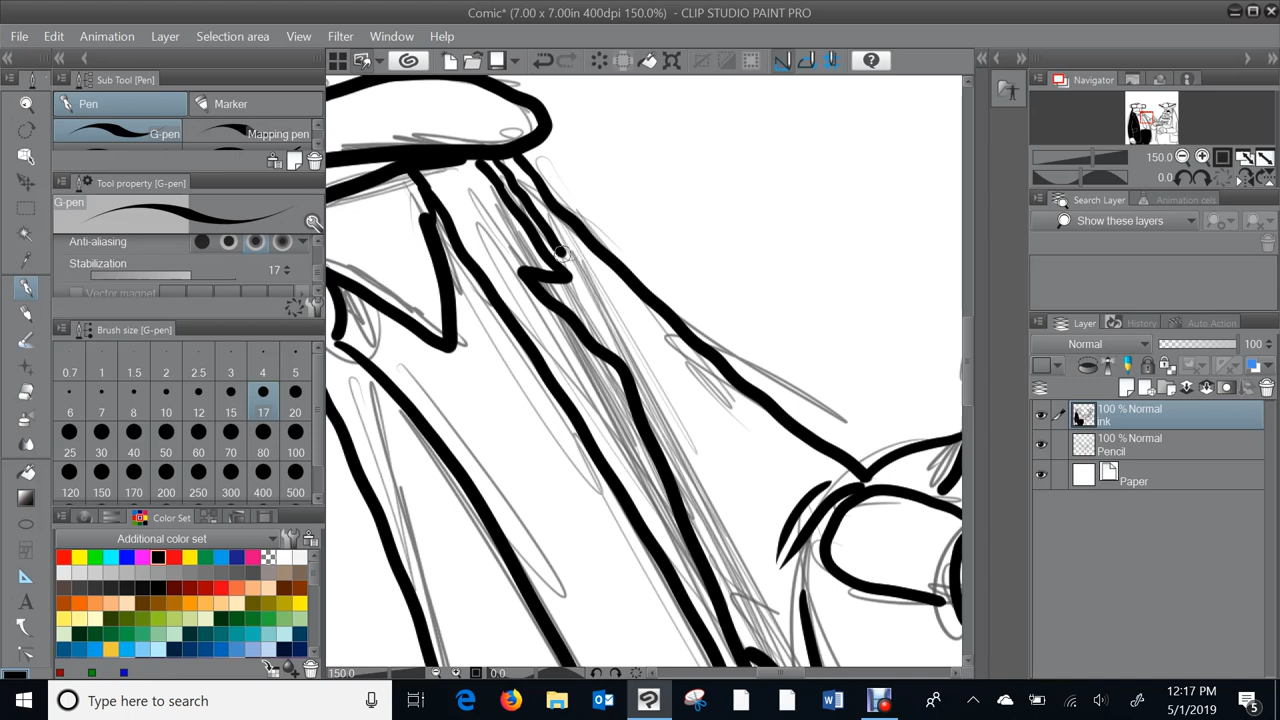 Comic* (7.00 x 7.00in 400dpi 150.0%) - CLIP STUDIO PAINT PRO
File Edit Animation Layer Selection area View Filter Window Help
Sub Tool [Pen]
Pen Marker
G-pen Mapping pen
Tool property [G-pen]
G-pen
Anti-aliasing
Stabilization 17
Vector magnet
Brush size [G-pen]
0.7 1 1.5 2 2.5 3 4 5
6 7 8 10 12 15 17 20
25 30 40 50 60 70 80 100
120 150 170 200 250 300 400 500
Color Set
Additional color set
150.0 0.0
Navigator
150.0
0.0
Search Layer Animation cels
Show these layers
Layer History Auto Action
Normal 100
100 % Normal
ink
100 % Normal
Pencil
Paper
Type here to search
12:17 PM
5/1/2019
5